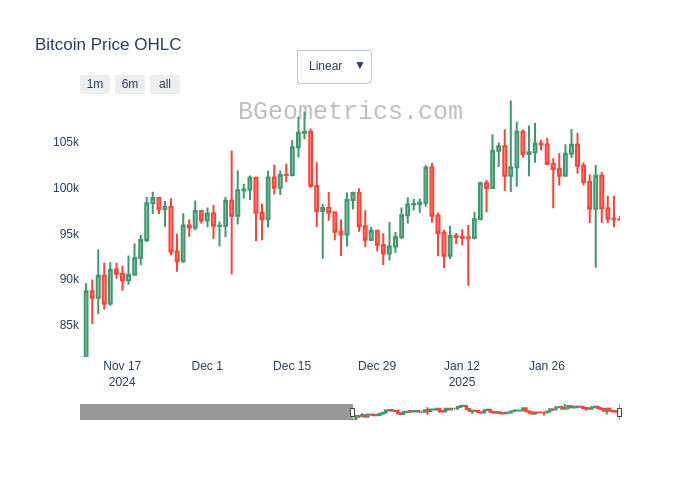 Bitcoin Price OHLC
Linear ▼
1m 6m all
BGeometrics.com
105k
100k
95k
90k
85k
Nov 17 Dec 1 Dec 15 Dec 29 Jan 12 Jan 26
2024 2025